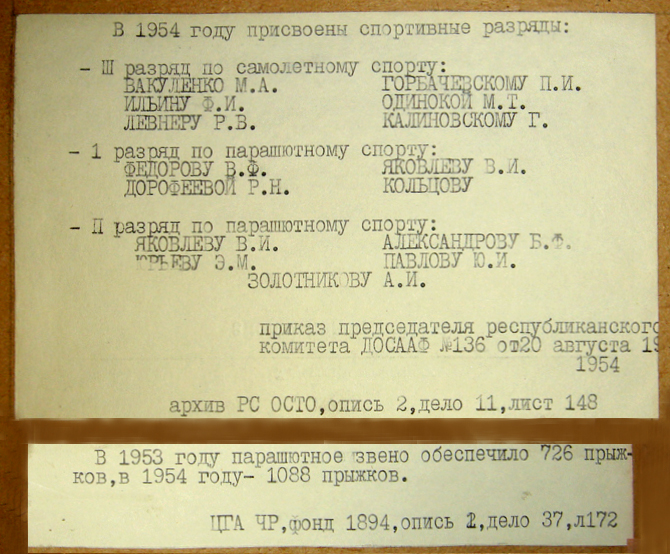 В 1954 году присвоены спортивные разряды:
- Ш разряд по самолетному спорту:
ВАКУЛЕНКО М.А. ГОРБАЧЕВСКОМУ П.И.
ИЛЬИНУ Ф.И. ОДИНОКОЙ М.Т.
ЛЕВНЕРУ Р.В. КАЛИНОВСКОМУ Г.
- 1 разряд по парашютному спорту:
ФЕДОРОВУ В.Ф. ЯКОВЛЕВУ В.И.
ДОРОФЕЕВОЙ Р.Н. КОЛЬЦОВУ
- П разряд по парашютному спорту:
ЯКОВЛЕВУ В.И. АЛЕКСАНДРОВУ Б.Ф.
ЮРЬЕВУ Э.М. ПАВЛОВУ Ю.И.
ЗОЛОТНИКОВУ А.И.
приказ председателя республиканского
комитета ДОСААФ №136 от20 августа 19
1954
архив РС ОСТО,опись 2,дело 11,лист 148
В 1953 году парашютное звено обеспечило 726 прыж-
ков,в 1954 году- 1088 прыжков.
ЦГА ЧР,фонд 1894,опись 2,дело 37,л172